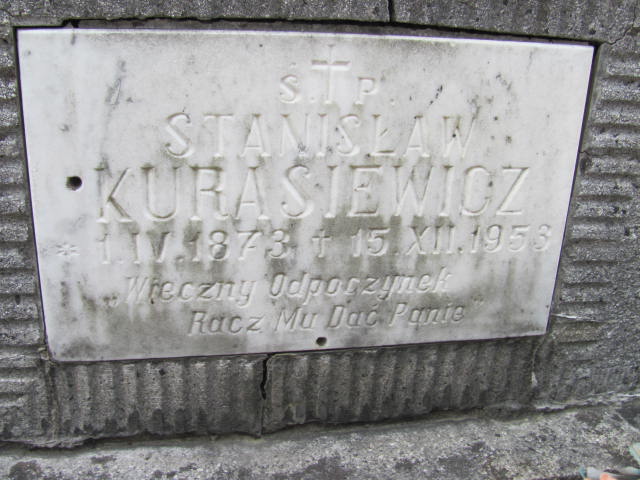 Ś. † P.
STANISŁAW
KURASIEWICZ
* 1.IV.1873 † 15.XII.1953
„Wieczny Odpoczynek
Racz Mu Dać Panie"